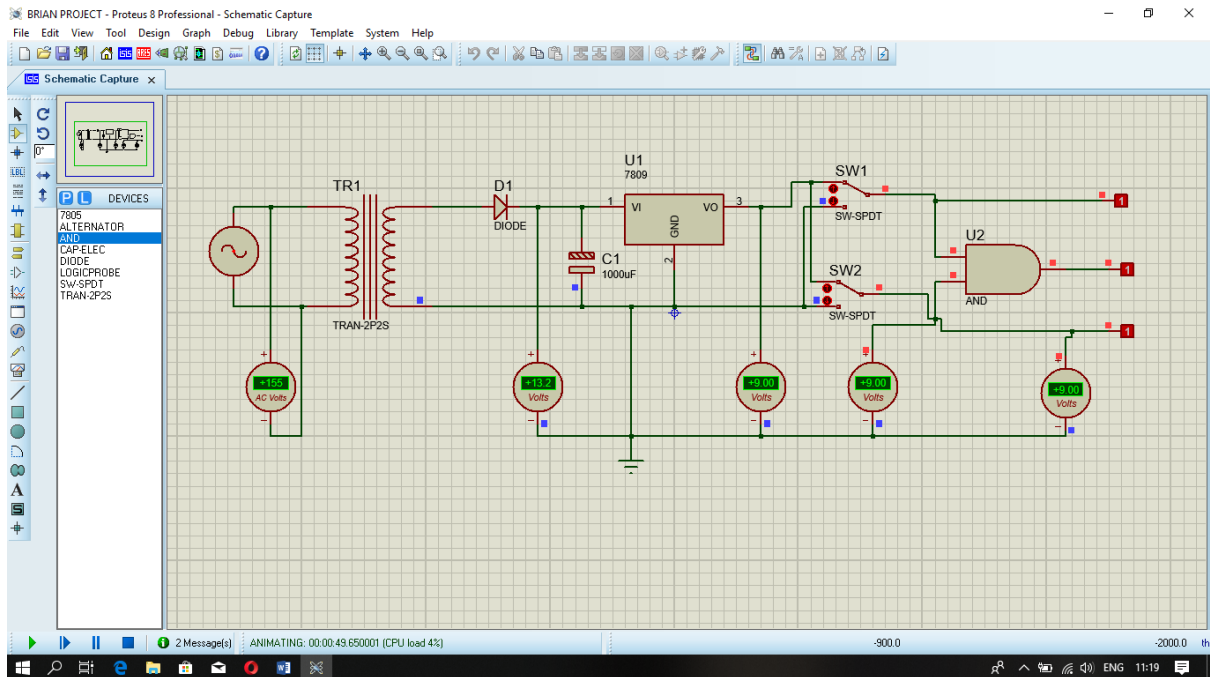 BRIAN PROJECT - Proteus 8 Professional - Schematic Capture
File Edit View Tool Design Graph Debug Library Template System Help
Schematic Capture x
0°
LBL
P L DEVICES
7805
ALTERNATOR
AND
CAP-ELEC
DIODE
LOGICPROBE
SW-SPDT
TRAN-2P2S
A
S
TR1
TRAN-2P2S
D1
DIODE
C1
1000uF
U1
7809
1 VI VO 3
GND
2
SW1
SW-SPDT
SW2
SW-SPDT
U2
AND
1
1
1
+155
AC Volts
+13.2
Volts
+9.00
Volts
+9.00
Volts
+9.00
Volts
2 Message(s) ANIMATING: 00:00:49.650001 (CPU load 4%) -900.0 -2000.0 th
ENG 11:19